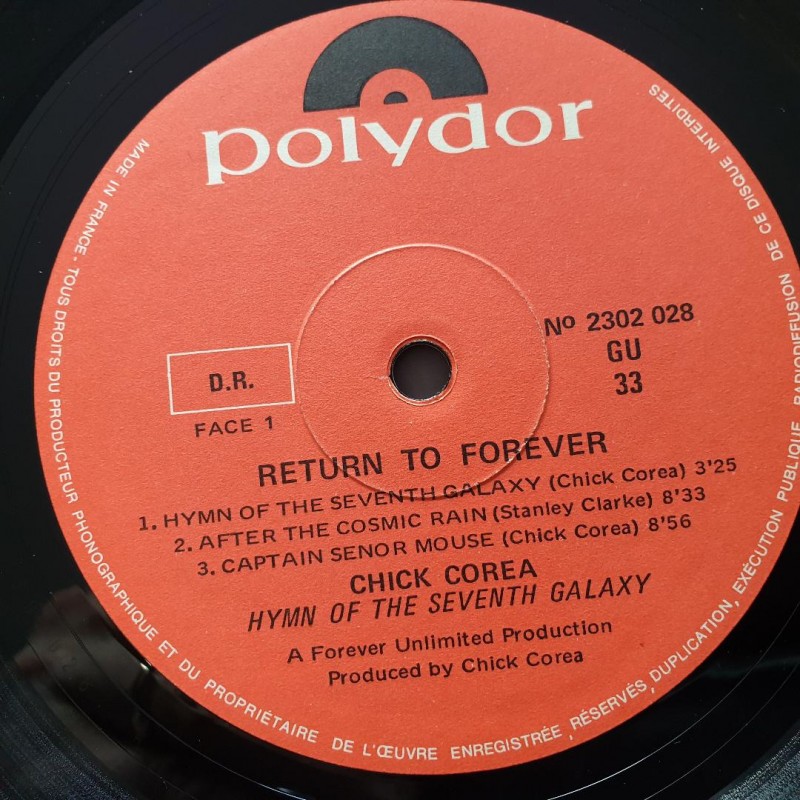 polydor
Nº 2302 028
GU
33
D.R.
FACE 1
RETURN TO FOREVER
1. HYMN OF THE SEVENTH GALAXY (Chick Corea) 3'25
2. AFTER THE COSMIC RAIN (Stanley Clarke) 8'33
3. CAPTAIN SENOR MOUSE (Chick Corea) 8'56
CHICK COREA
HYMN OF THE SEVENTH GALAXY
A Forever Unlimited Production
Produced by Chick Corea
MADE IN FRANCE - TOUS DROITS DU PRODUCTEUR PHONOGRAPHIQUE ET DU PROPRIÉTAIRE DE L'ŒUVRE ENREGISTRÉE RÉSERVÉS, DUPLICATION, EXÉCUTION PUBLIQUE, RADIODIFFUSION DE CE DISQUE INTERDITES